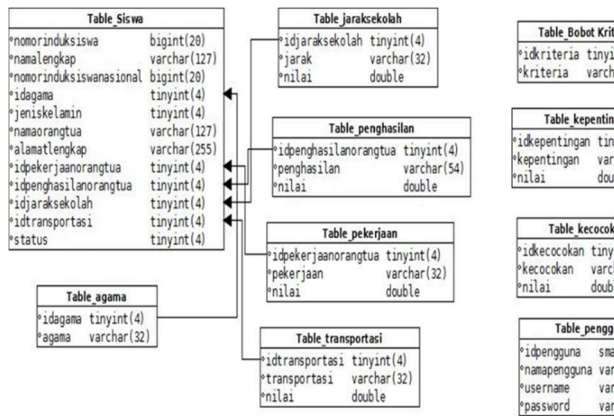 Table_Siswa
nomorinduksiswa bigint(20)
namalengkap varchar(127)
nomorinduksiswanasional bigint(20)
idagama tinyint(4)
jeniskelamin tinyint(4)
namaorangtua varchar(127)
alamatlengkap varchar(255)
idpekerjaanorangtua tinyint(4)
idpenghasilanorangtua tinyint(4)
idjaraksekolah tinyint(4)
idtransportasi tinyint(4)
status tinyint(4)
Table_agama
idagama tinyint(4)
agama varchar(32)
Table_jaraksekolah
idjaraksekolah tinyint(4)
jarak varchar(32)
nilai double
Table_penghasilan
idpenghasilanorangtua tinyint(4)
penghasilan varchar(54)
nilai double
Table_pekerjaan
idpekerjaanorangtua tinyint(4)
pekerjaan varchar(32)
nilai double
Table_transportasi
idtransportasi tinyint(4)
transportasi varchar(32)
nilai double
Table_Bobot Krit
idkriteria tinyi
kriteria varch
Table_kepentin
idkepentingan tin
kepentingan var
nilai dou
Table_kecocok
idkecocokan tiny
kecocokan varc
nilai doub
Table_pengg
idpengguna sma
namapengguna var
username var
password var